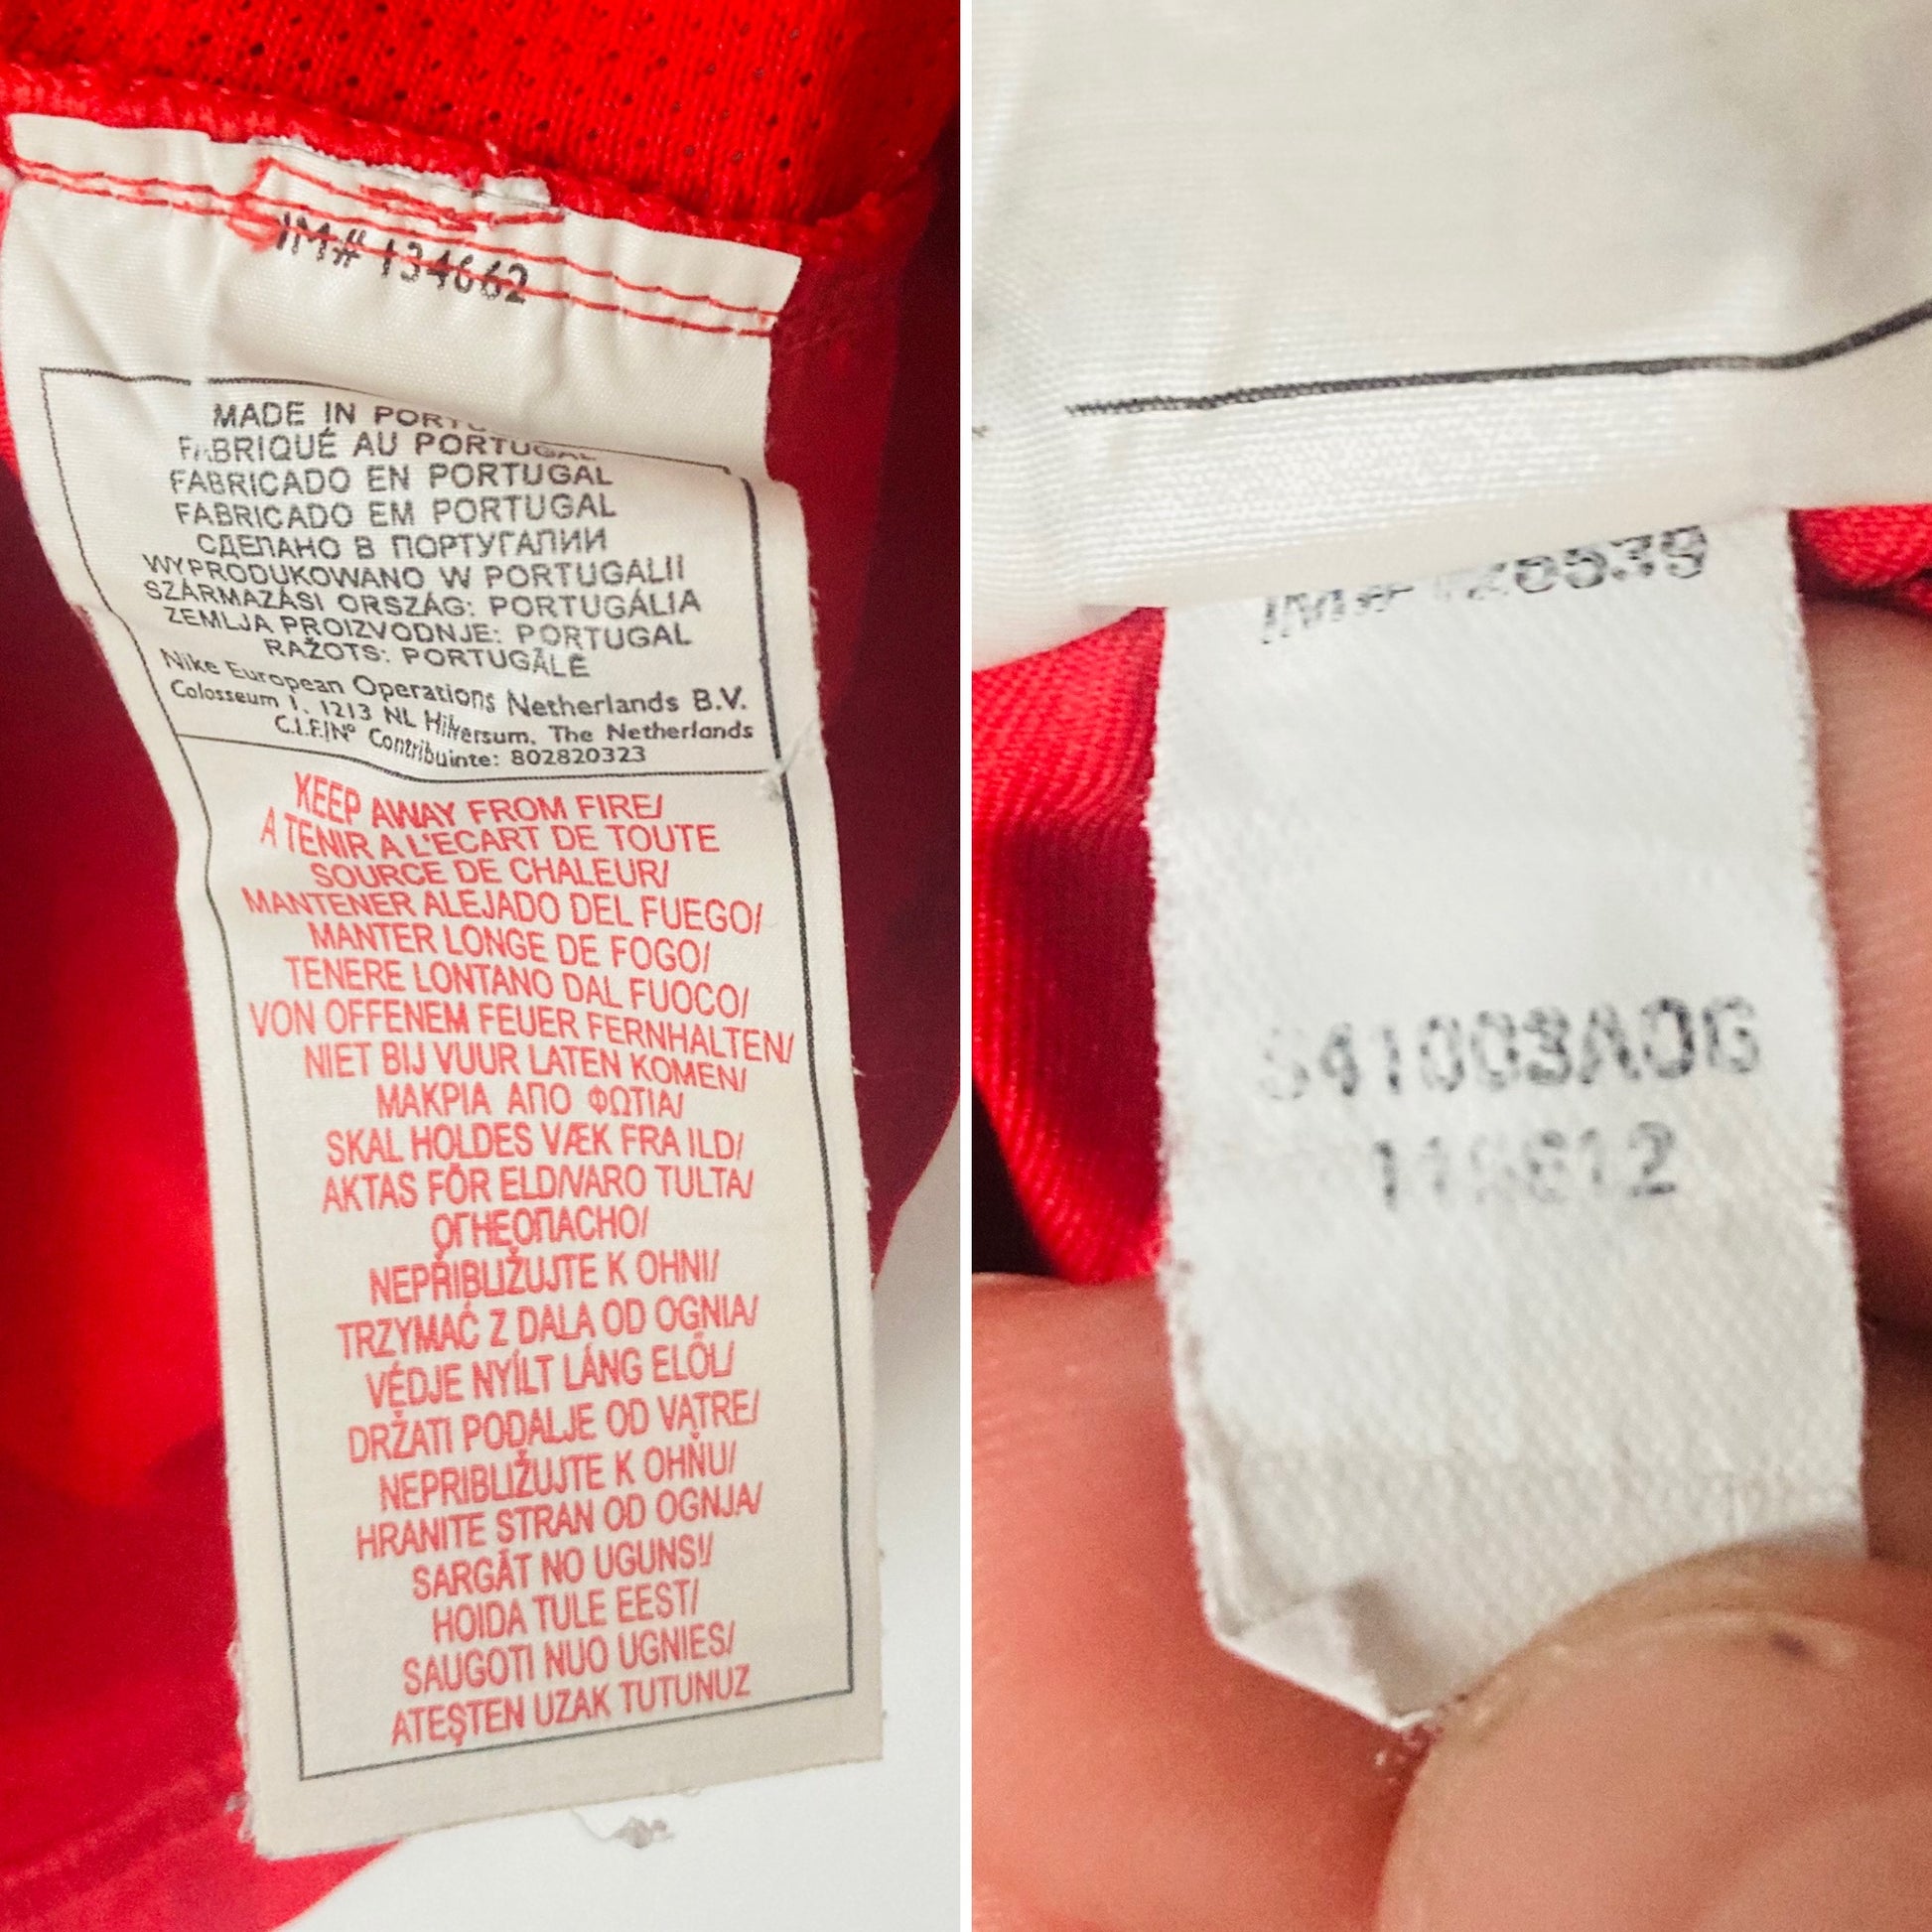 IM# 134662
MADE IN
FABRIQUÉ AU PORTUGAL
FABRICADO EN PORTUGAL
FABRICADO EM PORTUGAL
СДЕЛАНО В ПОРТУГАЛИИ
WYPRODUKOWANO W PORTUGALII
SZÁRMAZÁSI ORSZÁG: PORTUGÁLIA
ZEMLJA PROIZVODNJE: PORTUGAL
RAŽOTS: PORTUGĀLĒ
Nike European Operations Netherlands B.V.
Colosseum 1, 1213 NL Hilversum, The Netherlands
C.I.F./Nº Contribuinte: 802820323
KEEP AWAY FROM FIRE/
A TENIR A L'ECART DE TOUTE
SOURCE DE CHALEUR/
MANTENER ALEJADO DEL FUEGO/
MANTER LONGE DE FOGO/
TENERE LONTANO DAL FUOCO/
VON OFFENEM FEUER FERNHALTEN/
NIET BIJ VUUR LATEN KOMEN/
ΜΑΚΡΙΑ ΑΠΟ ΦΩΤΙΑ/
SKAL HOLDES VÆK FRA ILD/
AKTAS FÖR ELD/VARO TULTA/
ОГНЕОПАСНО/
NEPŘIBLIŽUJTE K OHNI/
TRZYMAĆ Z DALA OD OGNIA/
VÉDJE NYÍLT LÁNG ELŐL/
DRŽATI PODALJE OD VATRE/
NEPRIBLIŽUJTE K OHŇU/
HRANITE STRAN OD OGNJA/
SARGĀT NO UGUNS!/
HOIDA TULE EEST/
SAUGOTI NUO UGNIES/
ATEŞTEN UZAK TUTUNUZ
IM#
S41003AOG